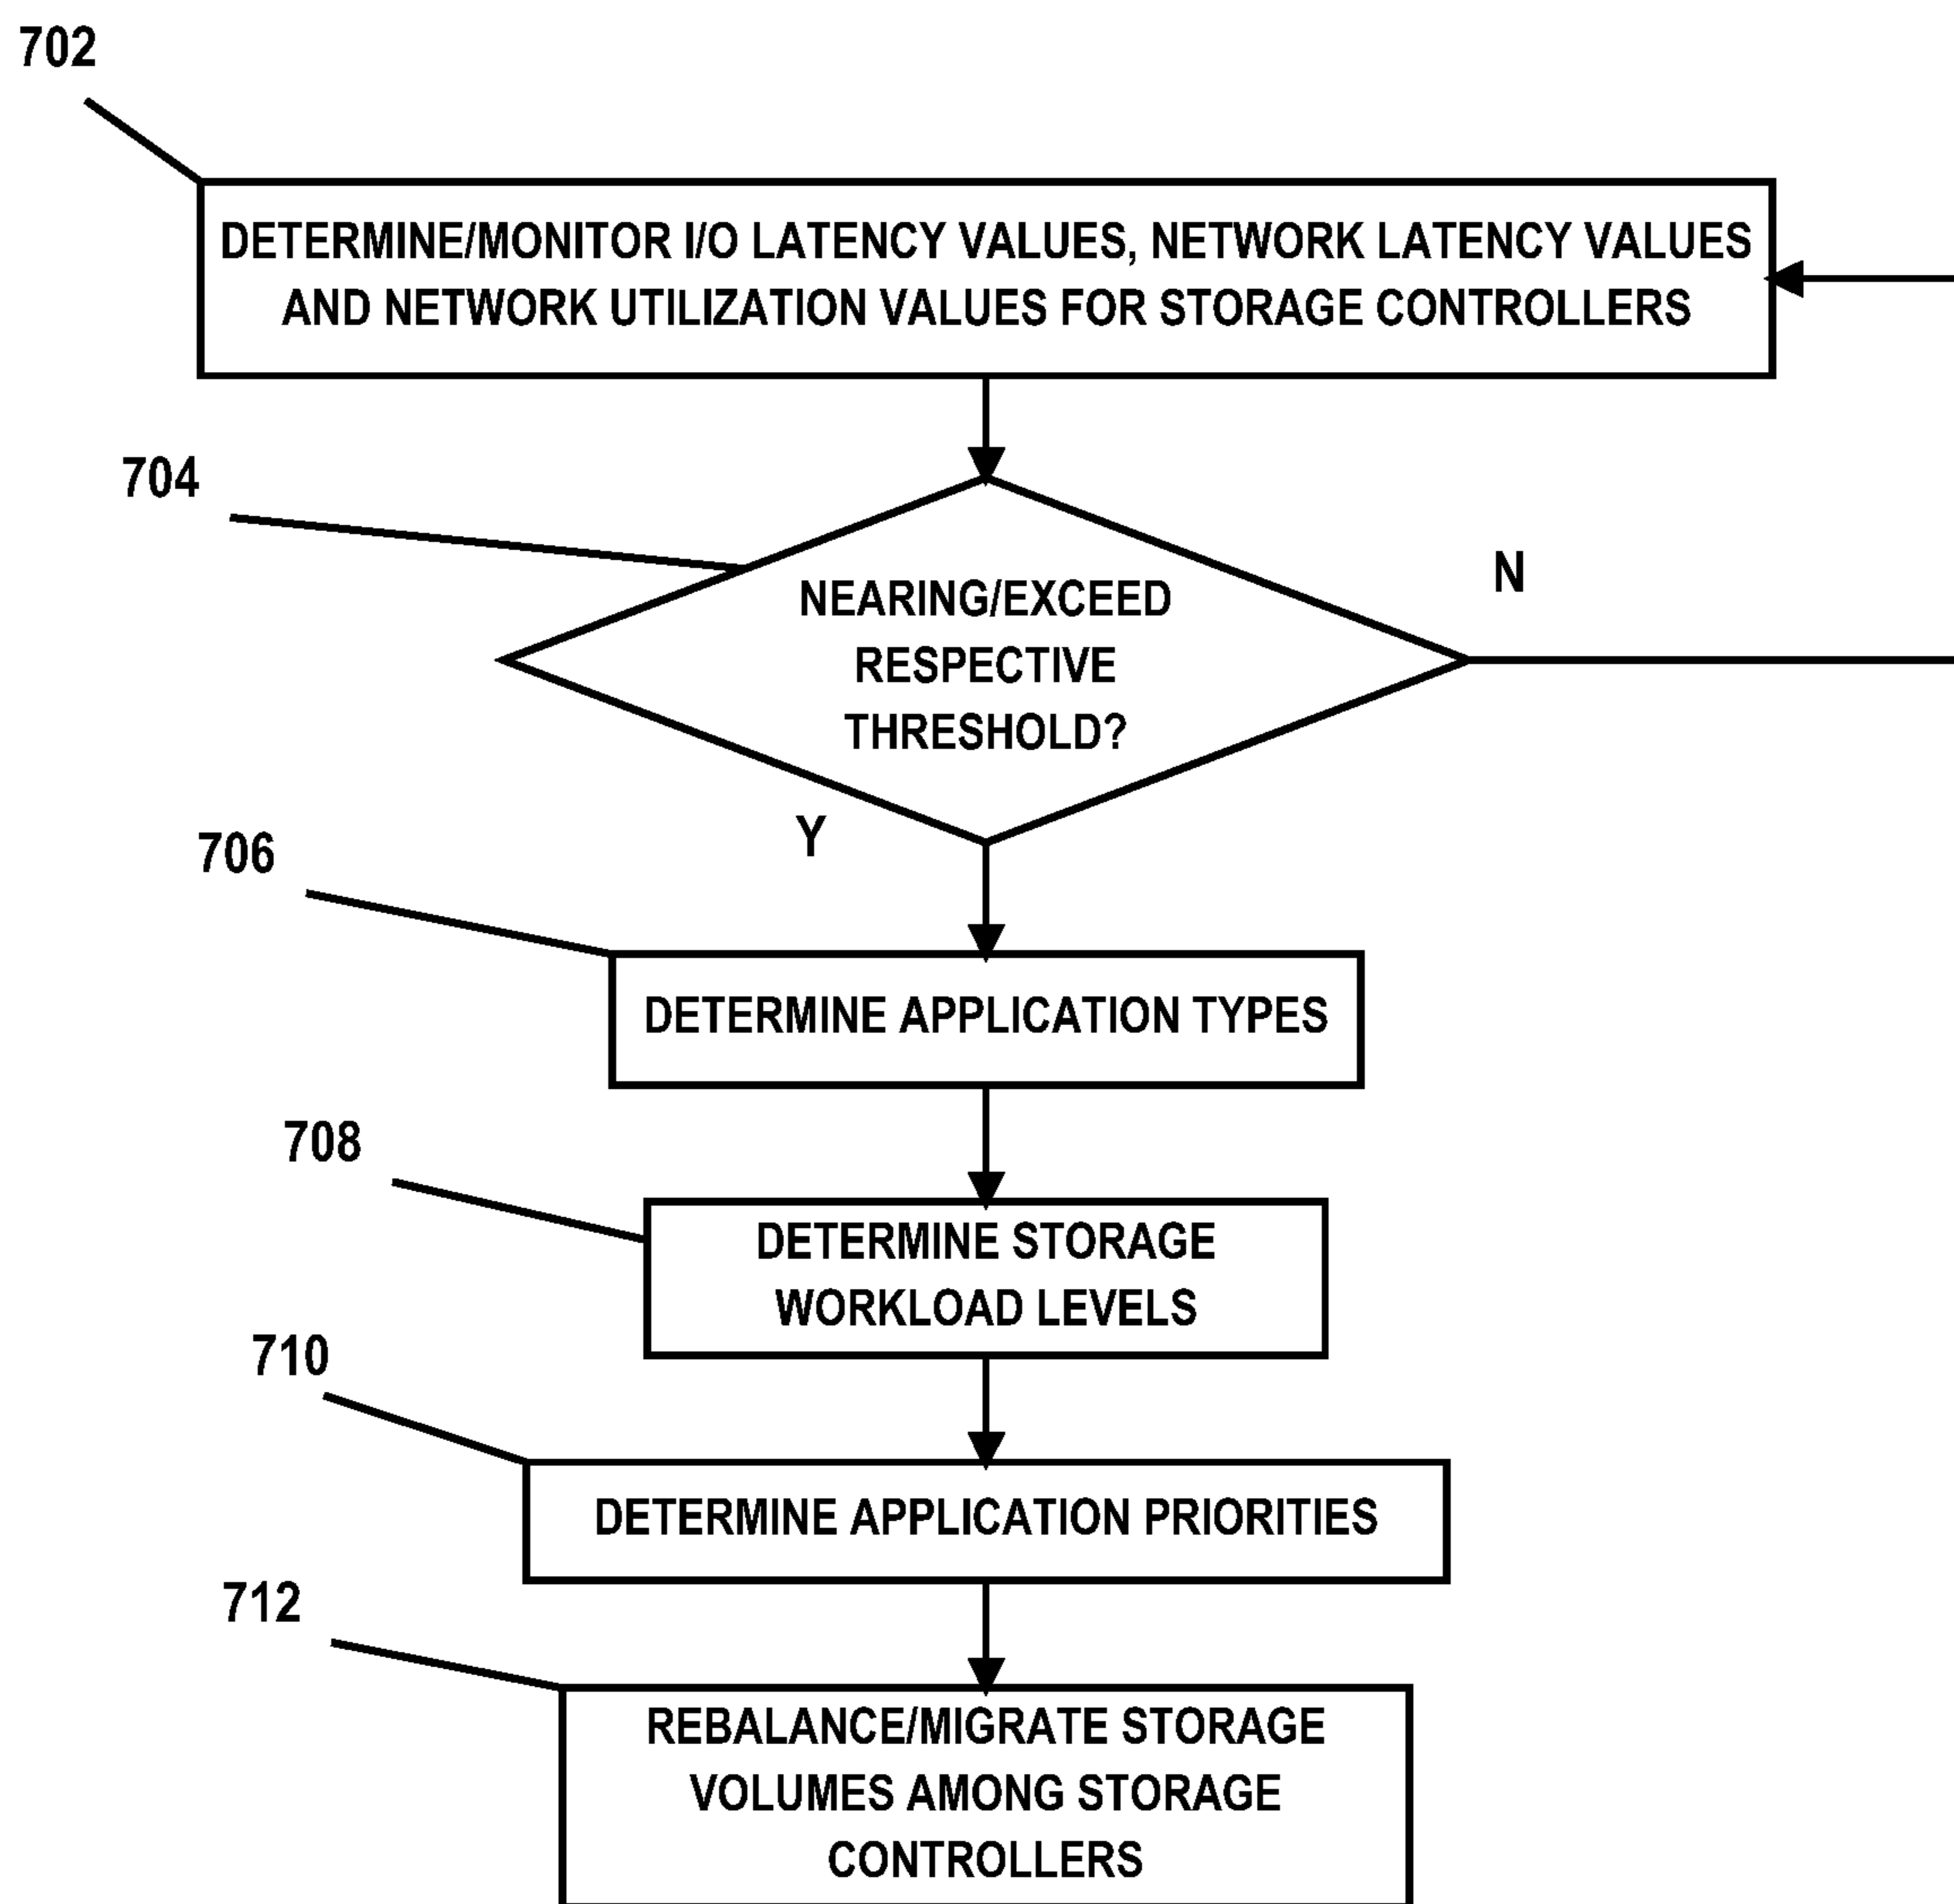 702
DETERMINE/MONITOR I/O LATENCY VALUES, NETWORK LATENCY VALUES
AND NETWORK UTILIZATION VALUES FOR STORAGE CONTROLLERS
704
NEARING/EXCEED
RESPECTIVE
THRESHOLD?
N
Y
706
DETERMINE APPLICATION TYPES
708
DETERMINE STORAGE
WORKLOAD LEVELS
710
DETERMINE APPLICATION PRIORITIES
712
REBALANCE/MIGRATE STORAGE
VOLUMES AMONG STORAGE
CONTROLLERS